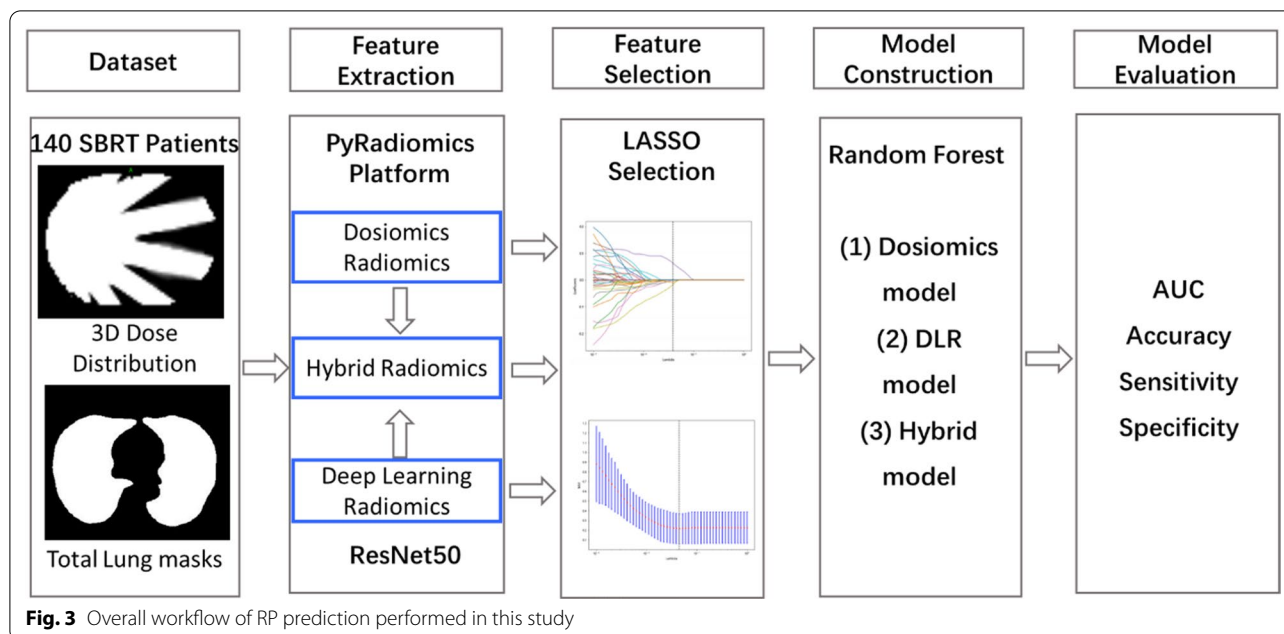 Dataset
Feature
Extraction
Feature
Selection
Model
Construction
Model
Evaluation
140 SBRT Patients
3D Dose
Distribution
Total Lung masks
PyRadiomics
Platform
Dosiomics
Radiomics
Hybrid Radiomics
Deep Learning
Radiomics
ResNet50
LASSO
Selection
Lambda
Lambda
Random Forest
(1) Dosiomics
model
(2) DLR
model
(3) Hybrid
model
AUC
Accuracy
Sensitivity
Specificity
Fig. 3 Overall workflow of RP prediction performed in this study